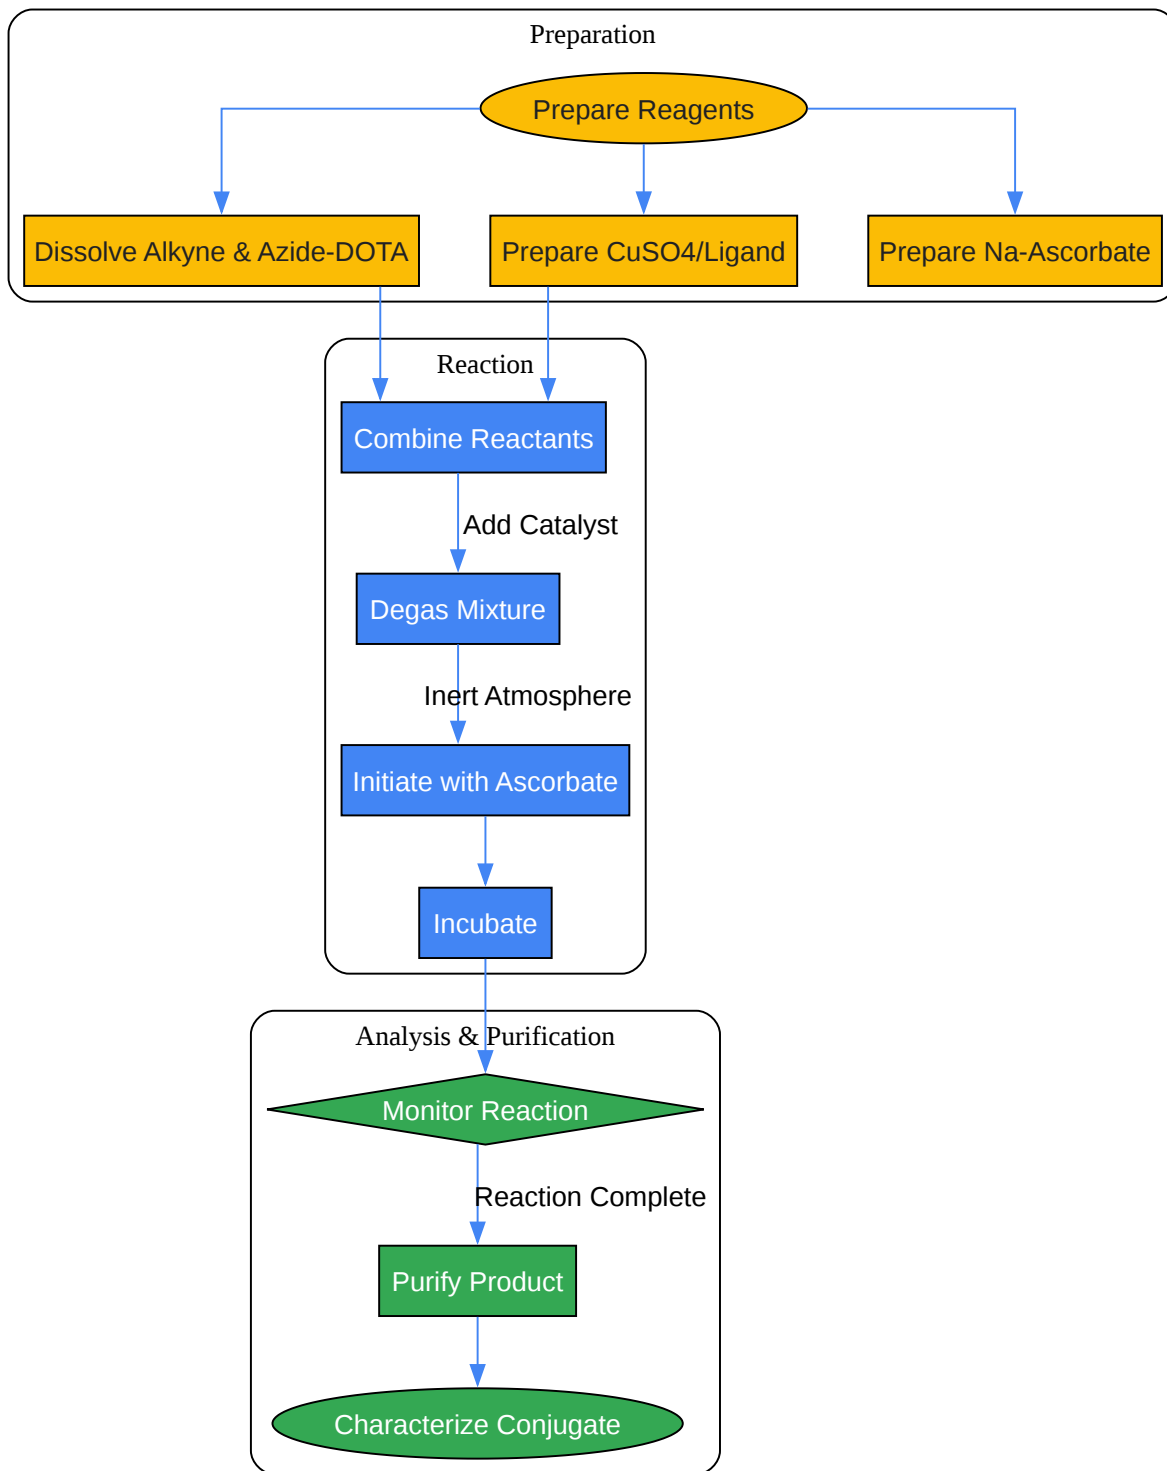 Preparation
Prepare Reagents
Dissolve Alkyne & Azide-DOTA
Prepare CuSO4/Ligand
Prepare Na-Ascorbate
Reaction
Combine Reactants
Add Catalyst
Degas Mixture
Inert Atmosphere
Initiate with Ascorbate
Incubate
Analysis & Purification
Monitor Reaction
Reaction Complete
Purify Product
Characterize Conjugate